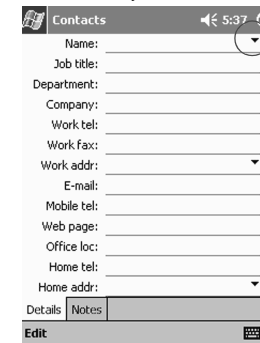 Contacts 5:37
Name:
Job title:
Department:
Company:
Work tel:
Work fax:
Work addr:
E-mail:
Mobile tel:
Web page:
Office loc:
Home tel:
Home addr:
Details Notes
Edit